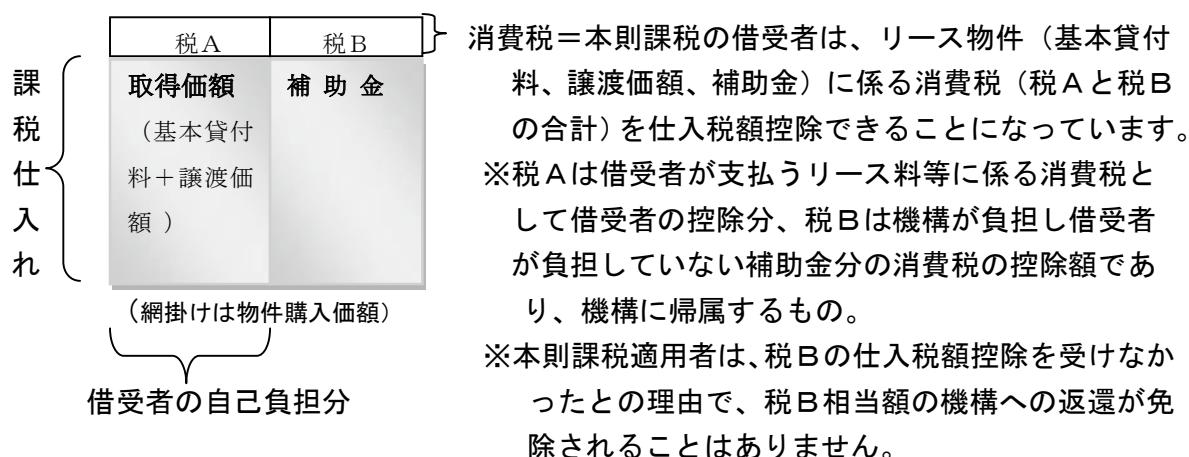 税A 税B
課税仕入れ
取得価額 補助金
(基本貸付
料+譲渡価
額)
(網掛けは物件購入価額)
借受者の自己負担分
消費税=本則課税の借受者は、リース物件(基本貸付
料、譲渡価額、補助金)に係る消費税(税Aと税B
の合計)を仕入税額控除できることになっています。
※税Aは借受者が支払うリース料等に係る消費税と
して借受者の控除分、税Bは機構が負担し借受者
が負担していない補助金分の消費税の控除額であ
り、機構に帰属するもの。
※本則課税適用者は、税Bの仕入税額控除を受けなか
ったとの理由で、税B相当額の機構への返還が免
除されることはありません。